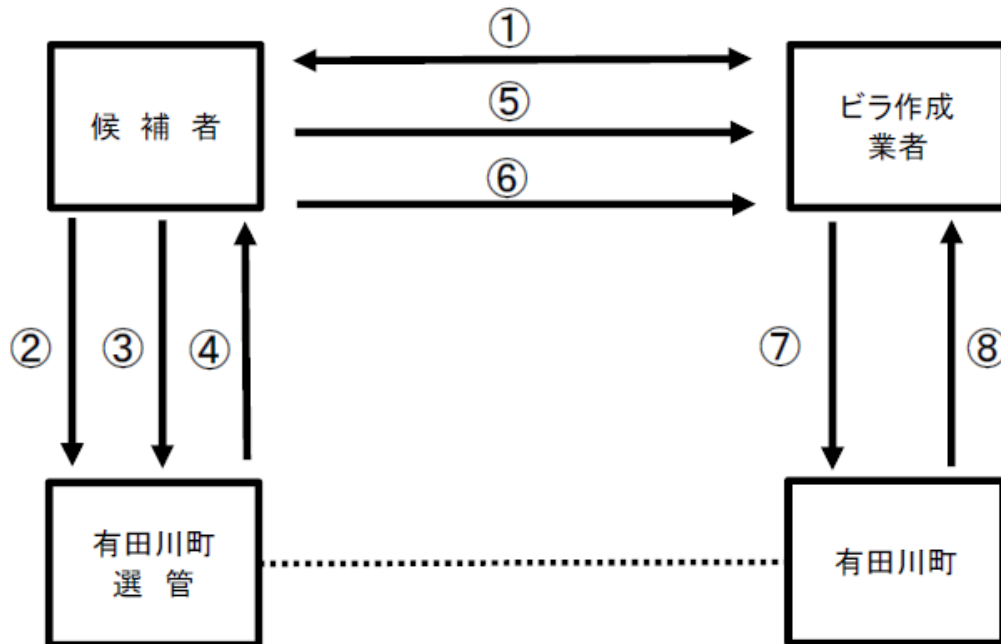 ①
候 補 者
ビラ作成
業者
⑤
⑥
②
③
④
⑦
⑧
有田川町
選 管
有田川町